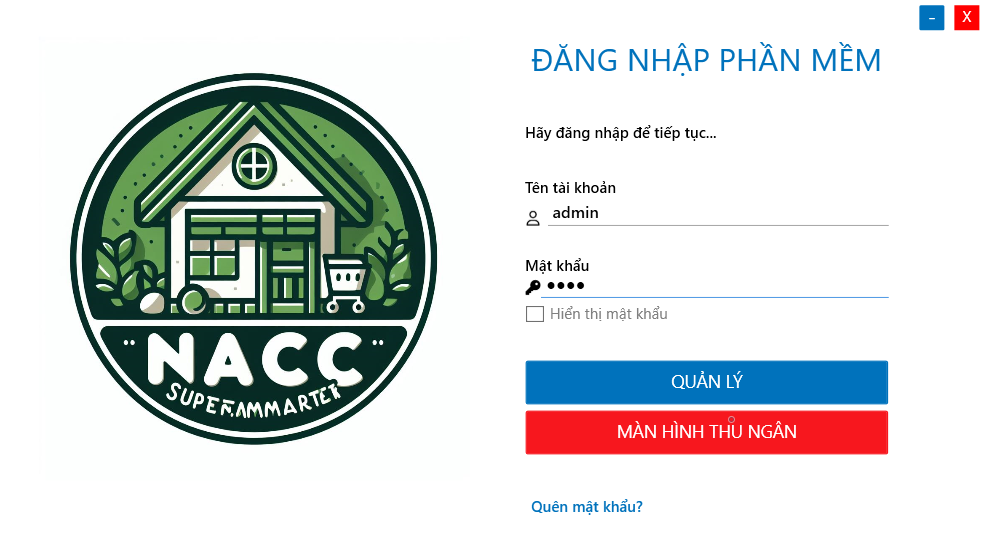 - X
ĐĂNG NHẬP PHẦN MỀM
Hãy đăng nhập để tiếp tục...
Tên tài khoản
admin
Mật khẩu
••••
Hiển thị mật khẩu
QUẢN LÝ
MÀN HÌNH THU NGÂN
Quên mật khẩu?
NACC